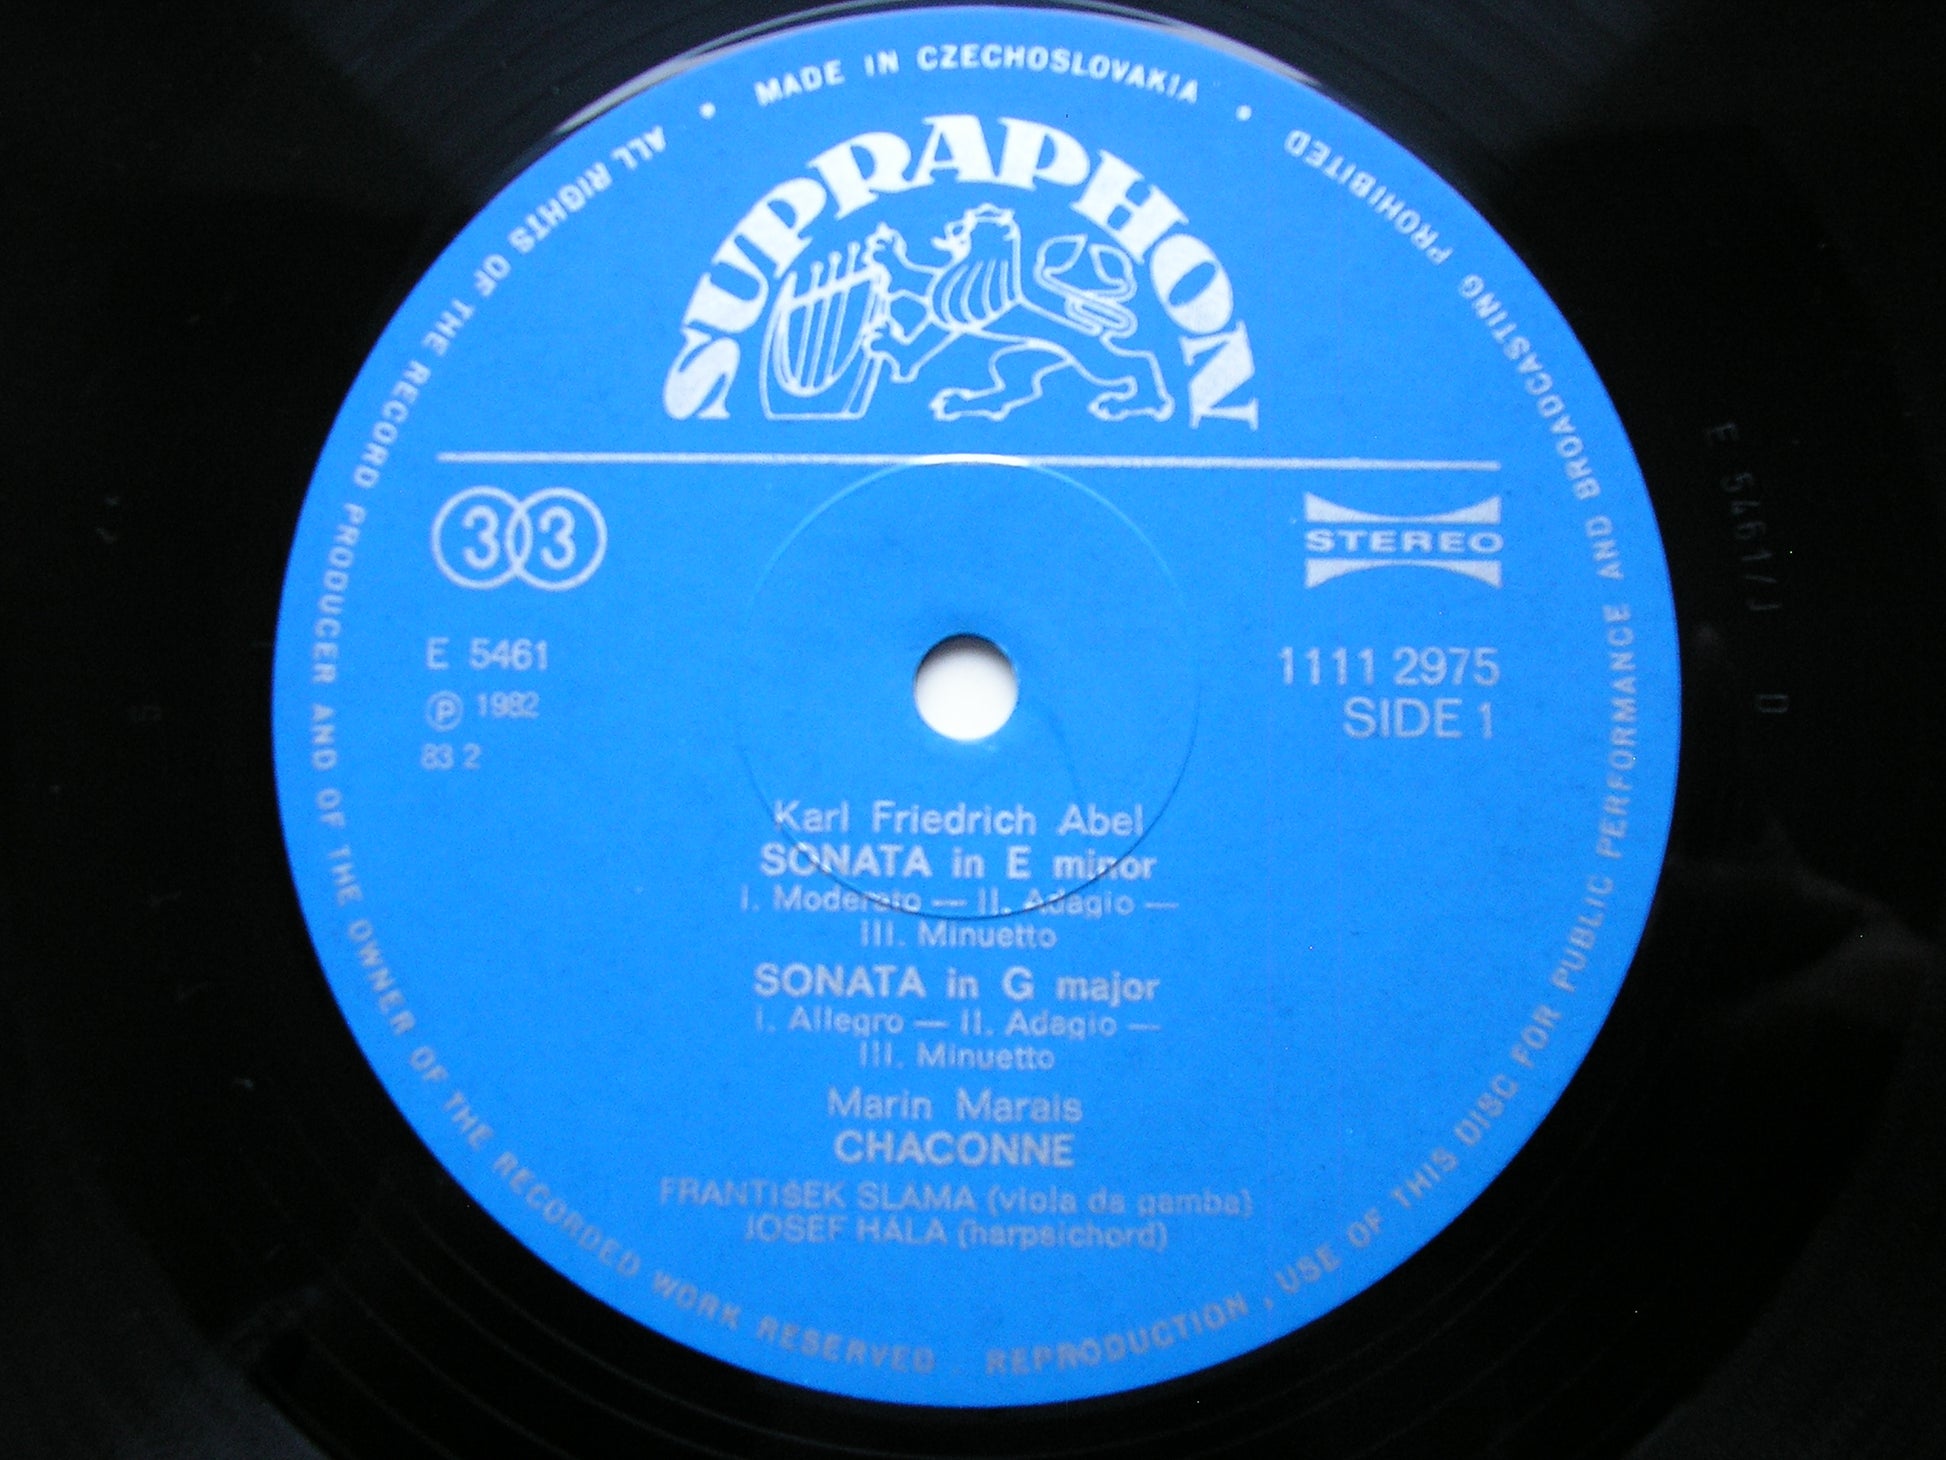 MADE IN CZECHOSLOVAKIA
SUPRAPHON
33
STEREO
E 5461
Ⓟ 1982
83 2
1111 2975
SIDE 1
Karl Friedrich Abel
SONATA in E minor
I. Moderato — II. Adagio —
III. Minuetto
SONATA in G major
I. Allegro — II. Adagio —
III. Minuetto
Marin Marais
CHACONNE
FRANTIŠEK SLÁMA (viola da gamba)
JOSEF HÁLA (harpsichord)
ALL RIGHTS OF THE RECORD PRODUCER AND OF THE OWNER OF THE RECORDED WORK RESERVED . REPRODUCTION , USE OF THIS DISC FOR PUBLIC PERFORMANCE AND BROADCASTING PROHIBITED
E 5461/J
D